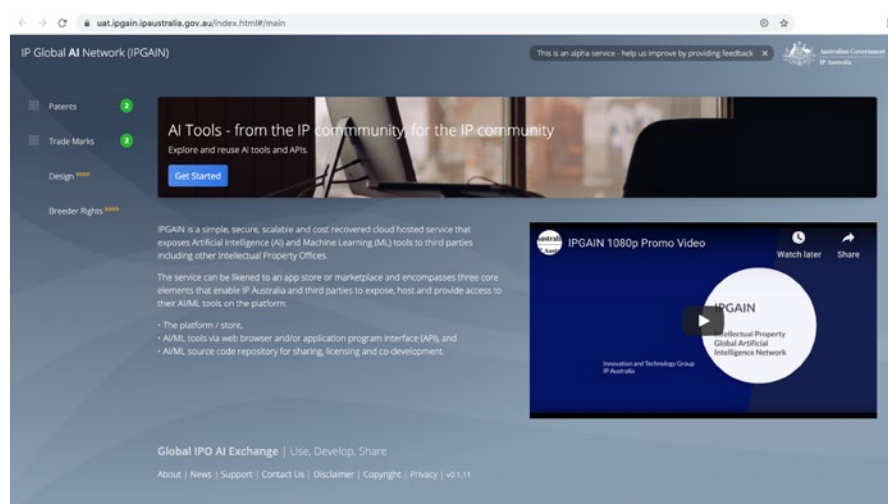 uat.ipgain.ipaustralia.gov.au/index.html#/main
IP Global AI Network (IPGAIN)
This is an alpha service - help us improve by providing feedback ×
Australian Government
IP Australia
Patents 2
Trade Marks 2
Design soon
Breeder Rights soon
AI Tools - from the IP commmunity, for the IP community
Explore and reuse AI tools and APIs.
Get Started
IPGAIN is a simple, secure, scalable and cost recovered cloud hosted service that
exposes Artificial Intelligence (AI) and Machine Learning (ML) tools to third parties
including other Intellectual Property Offices.
The service can be likened to an app store or marketplace and encompasses three core
elements that enable IP Australia and third parties to expose, host and provide access to
their AI/ML tools on the platform:
• The platform / store,
• AI/ML tools via web browser and/or application program interface (API), and
• AI/ML source code repository for sharing, licensing and co-development.
IPGAIN 1080p Promo Video
Watch later
Share
IPGAIN
Intellectual Property
Global Artificial
Intelligence Network
Innovation and Technology Group
IP Australia
Global IPO AI Exchange | Use, Develop, Share
About | News | Support | Contact Us | Disclaimer | Copyright | Privacy | v0.1.11